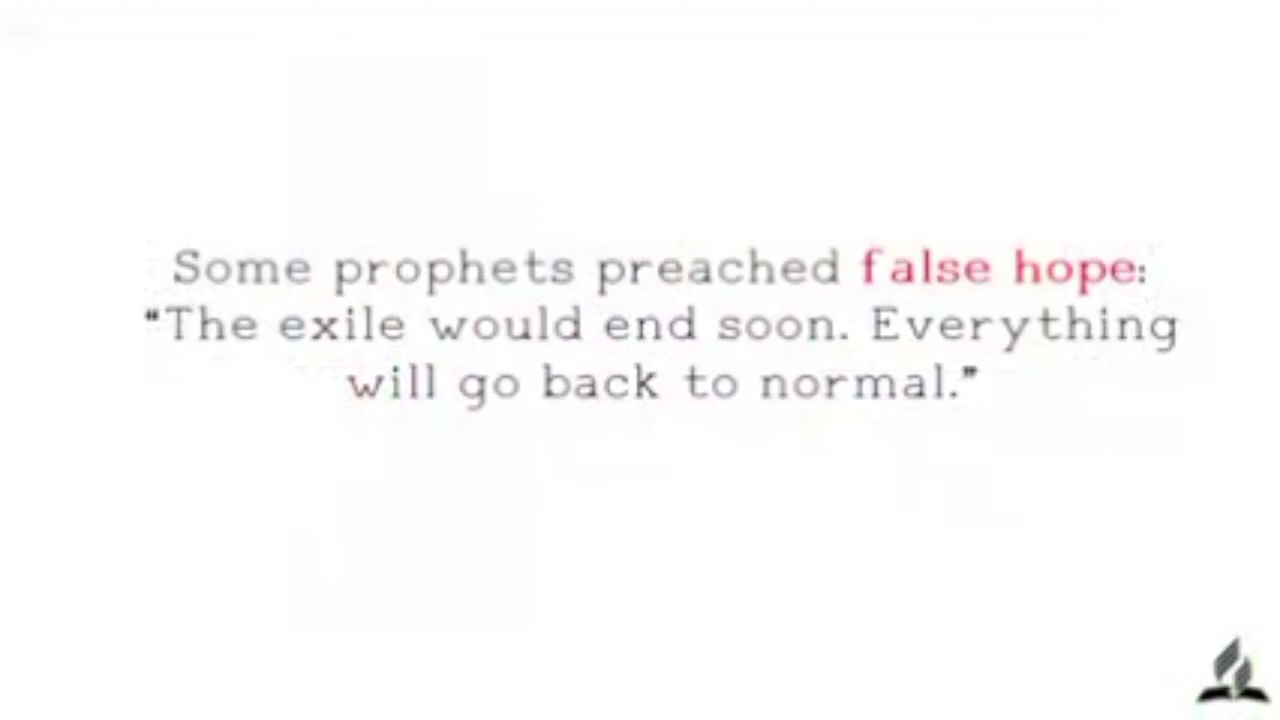 Some prophets preached false hope:
“The exile would end soon. Everything
will go back to normal.”